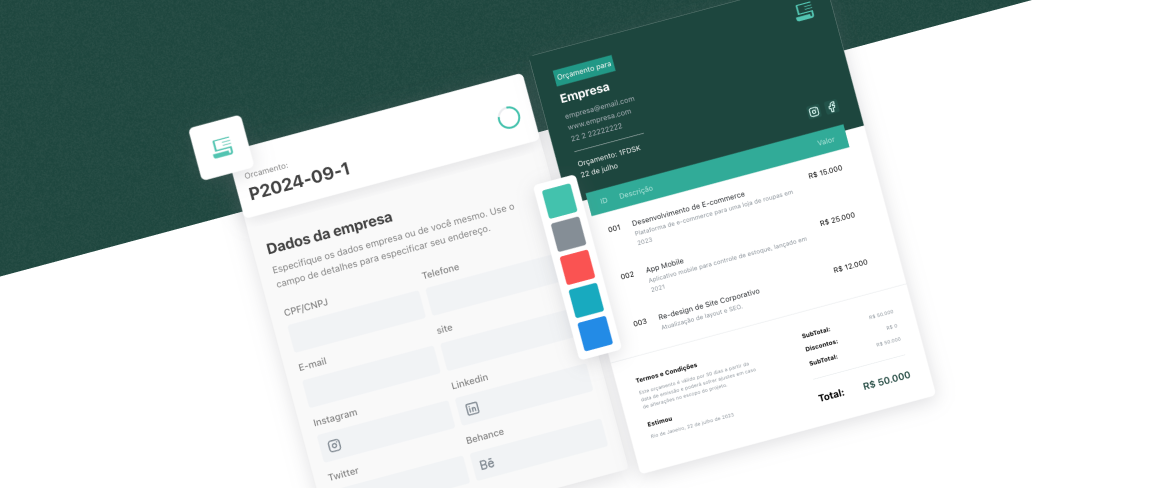 Orçamento:
P2024-09-1
Dados da empresa
Especifique os dados empresa ou de você mesmo. Use o
campo de detalhes para especificar seu endereço.
CPF/CNPJ
Telefone
E-mail
site
Instagram
Linkedin
Twitter
Behance
Bē
Orçamento para
Empresa
empresa@email.com
www.empresa.com
22 2 22222222
Orçamento: 1FDSK
22 de julho
ID Descrição Valor
001 Desenvolvimento de E-commerce R$ 15.000
Plataforma de e-commerce para uma loja de roupas em
2023
002 App Mobile R$ 25.000
Aplicativo mobile para controle de estoque, lançado em
2021
003 Re-design de Site Corporativo R$ 12.000
Atualização de layout e SEO.
Termos e Condições
Este orçamento é válido por 30 dias a partir da
data de emissão e poderá sofrer ajustes em caso
de alterações no escopo do projeto.
Estimou
Rio de Janeiro, 22 de julho de 2023
SubTotal: R$ 50.000
Discontos: R$ 0
SubTotal: R$ 50.000
Total: R$ 50.000